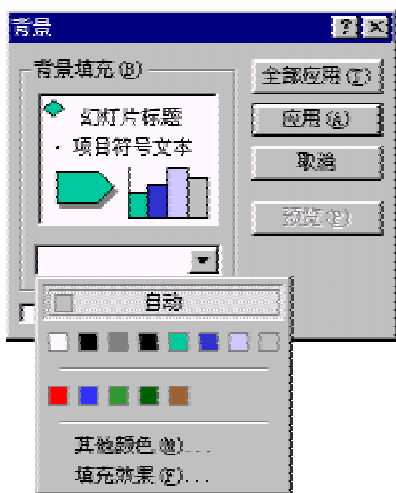 背景
背景填充(B)
全部应用(T)
幻灯片标题
应用(A)
· 项目符号文本
取消
预览(P)
自动
其他颜色(M)...
填充效果(F)...